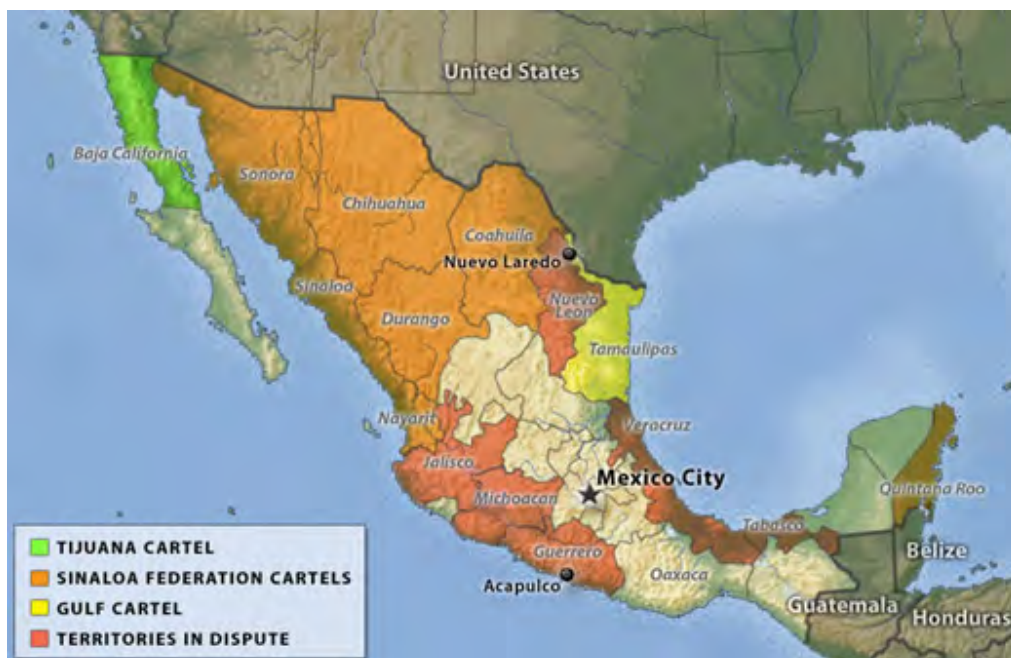 United States
Baja California
Sonora
Chihuahua
Coahuila
Nuevo Laredo
Sinaloa
Nuevo
Leon
Durango
Tamaulipas
Nayarit
Veracruz
Jalisco
Mexico City
Michoacan
Quintana Roo
Tabasco
Guerrero
Belize
Oaxaca
Acapulco
Guatemala
Honduras
TIJUANA CARTEL
SINALOA FEDERATION CARTELS
GULF CARTEL
TERRITORIES IN DISPUTE